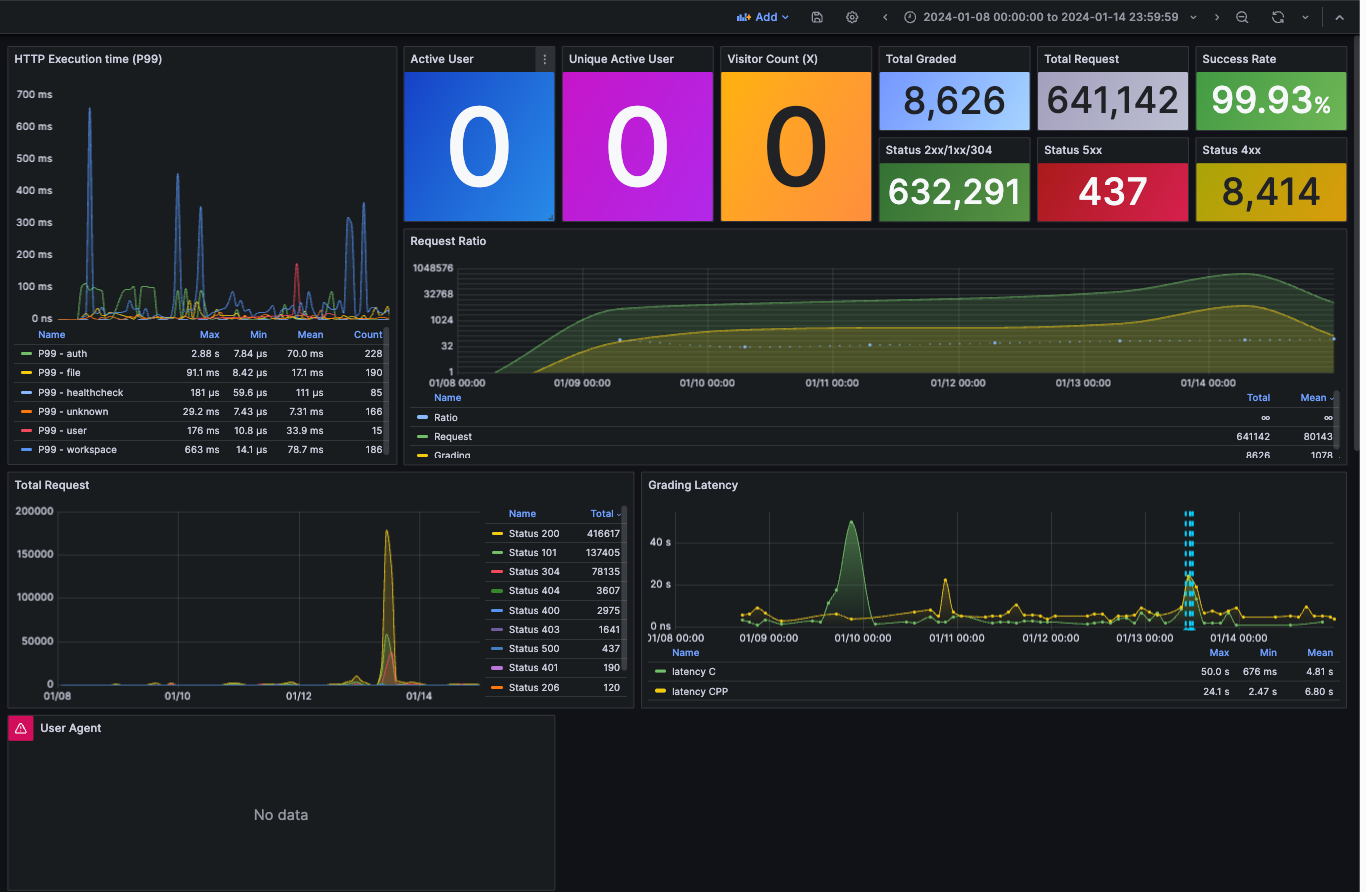 Add
2024-01-08 00:00:00 to 2024-01-14 23:59:59
HTTP Execution time (P99)
700 ms
600 ms
500 ms
400 ms
300 ms
200 ms
100 ms
0 ns
Name Max Min Mean Count
P99 - auth 2.88 s 7.84 µs 70.0 ms 228
P99 - file 91.1 ms 8.42 µs 17.1 ms 190
P99 - healthcheck 181 µs 59.6 µs 111 µs 85
P99 - unknown 29.2 ms 7.43 µs 7.31 ms 166
P99 - user 176 ms 10.8 µs 33.9 ms 15
P99 - workspace 663 ms 14.1 µs 78.7 ms 186
Active User
0
Unique Active User
0
Visitor Count (X)
0
Total Graded
8,626
Total Request
641,142
Success Rate
99.93%
Status 2xx/1xx/304
632,291
Status 5xx
437
Status 4xx
8,414
Request Ratio
1048576
32768
1024
32
1
01/08 00:00 01/09 00:00 01/10 00:00 01/11 00:00 01/12 00:00 01/13 00:00 01/14 00:00
Name Total Mean
Ratio ∞ ∞
Request 641142 80143
Grading 8626 1078
Total Request
200000
150000
100000
50000
0
01/08 01/10 01/12 01/14
Name Total
Status 200 416617
Status 101 137405
Status 304 78135
Status 404 3607
Status 400 2975
Status 403 1641
Status 500 437
Status 401 190
Status 206 120
Grading Latency
40 s
20 s
0 ns
01/08 00:00 01/09 00:00 01/10 00:00 01/11 00:00 01/12 00:00 01/13 00:00 01/14 00:00
Name Max Min Mean
latency C 50.0 s 676 ms 4.81 s
latency CPP 24.1 s 2.47 s 6.80 s
User Agent
No data